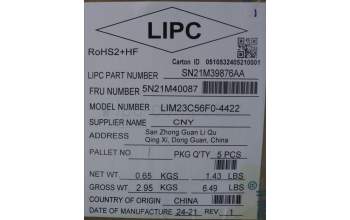 LIPC
RoHS2+HF
Carton ID 0510532405210001
LIPC PART NUMBER SN21M39876AA
FRU NUMBER 5N21M40087
MODEL NUMBER LIM23C56F0-4422
SUPPLIER NAME CNY
ADDRESS San Zhong Guan Li Qu
Qing Xi, Dong Guan, China
PALLET NO PKG Q'TY 5 PCS
NET WT 0.65 KGS 1.43 LBS
GROSS WT 2.95 KGS 6.49 LBS
COUNTRY OF ORIGIN CHINA
DATE OF MANUFACTURE 24-21 REV 1